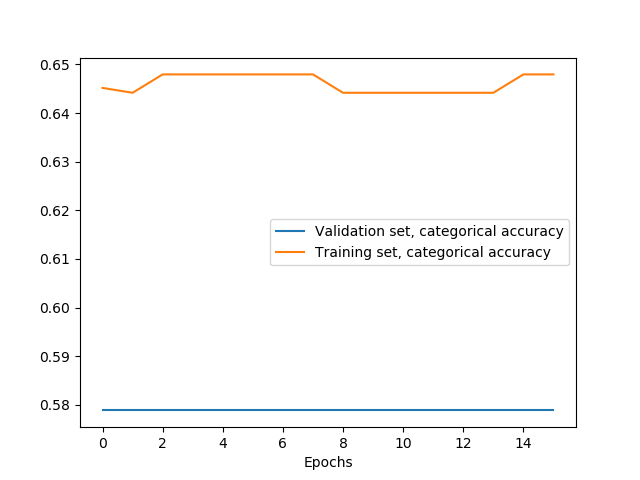 0.65
0.64
0.63
0.62
0.61
0.60
0.59
0.58
Validation set, categorical accuracy
Training set, categorical accuracy
0 2 4 6 8 10 12 14
Epochs